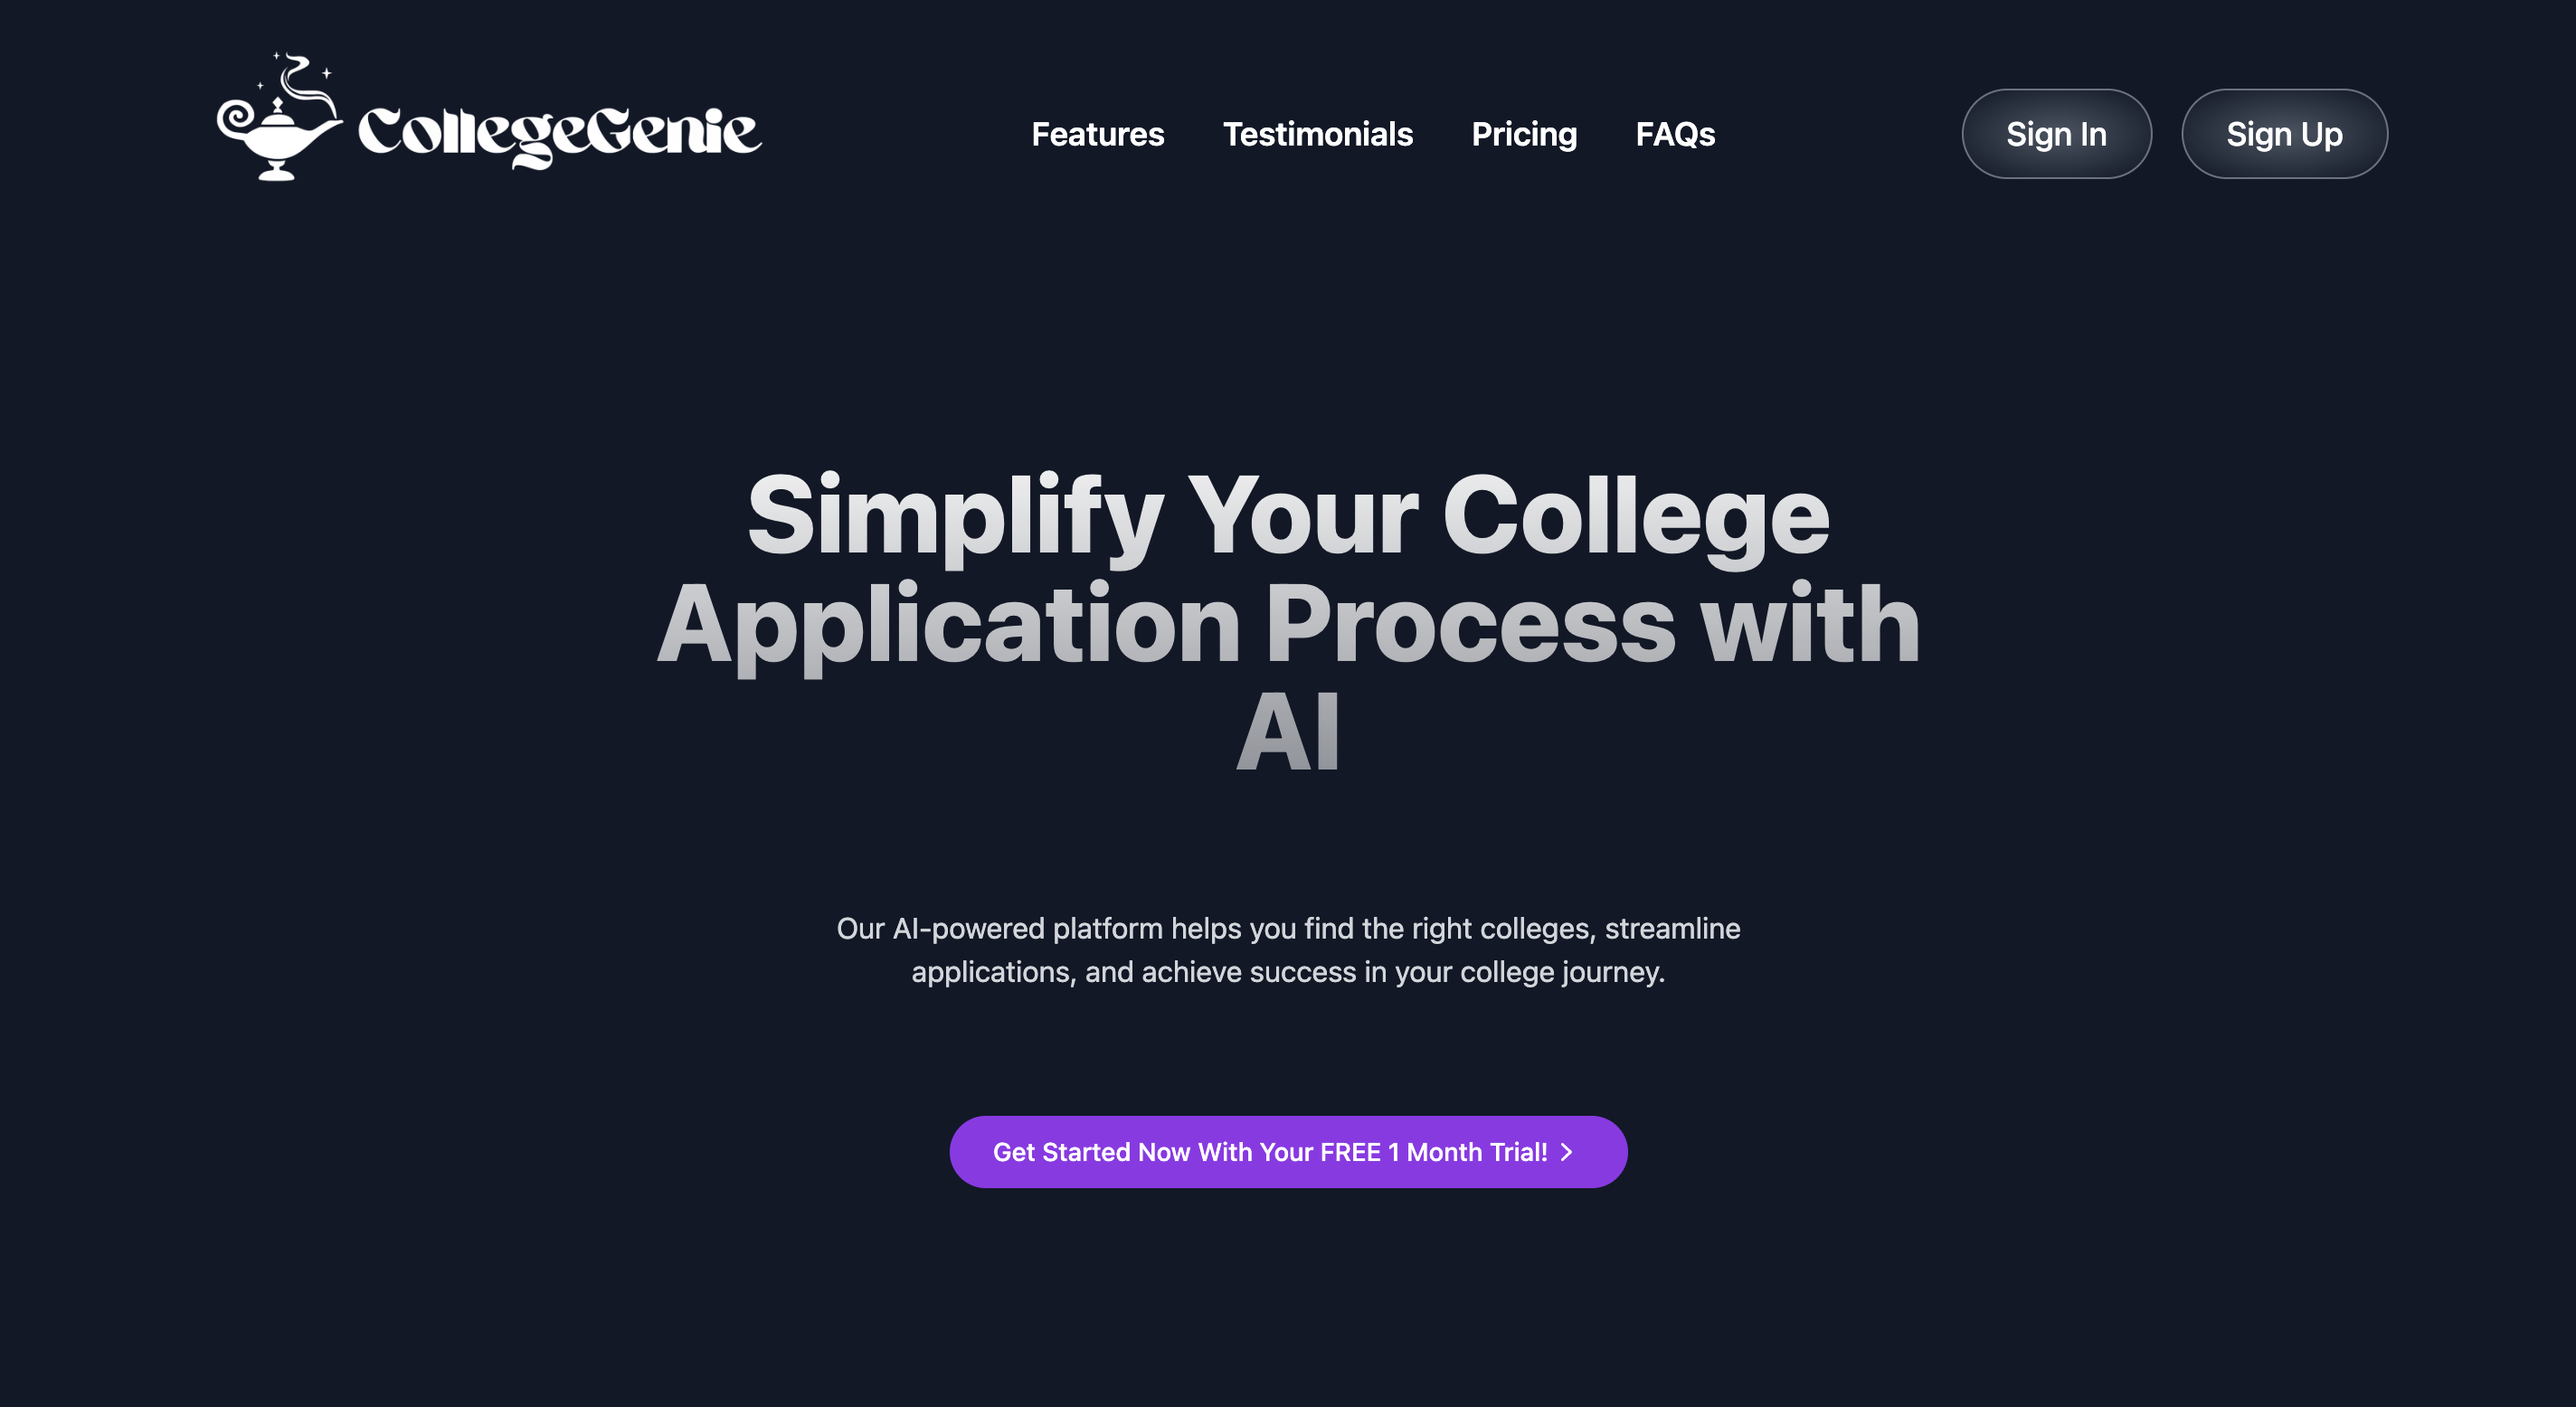 CollegeGenie
Features
Testimonials
Pricing
FAQs
Sign In
Sign Up
Simplify Your College
Application Process with
AI
Our AI-powered platform helps you find the right colleges, streamline
applications, and achieve success in your college journey.
Get Started Now With Your FREE 1 Month Trial!